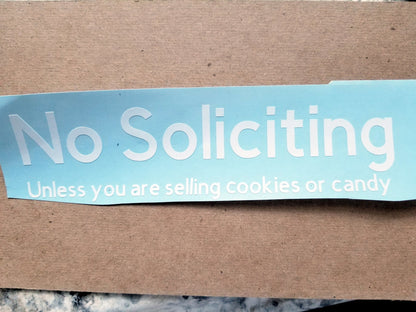 No Soliciting
Unless you are selling cookies or candy